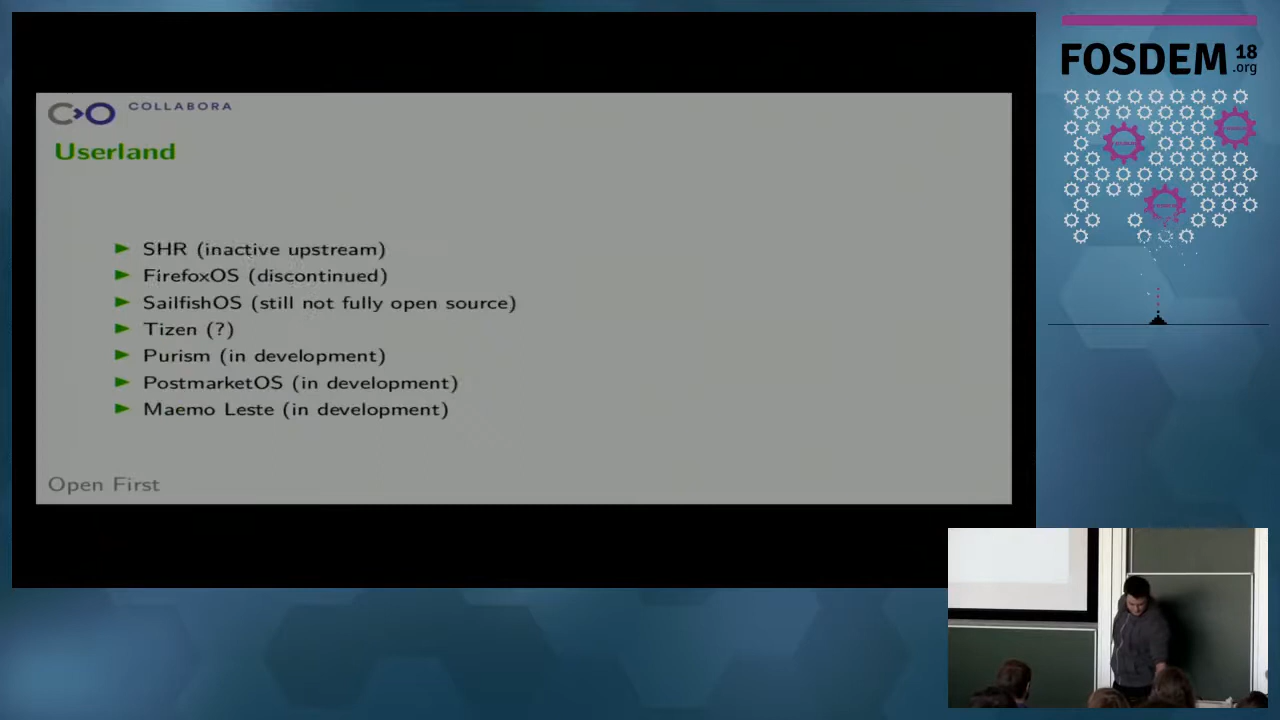 COLLABORA
Userland
SHR (inactive upstream)
FirefoxOS (discontinued)
SailfishOS (still not fully open source)
Tizen (?)
Purism (in development)
PostmarketOS (in development)
Maemo Leste (in development)
Open First
FOSDEM 18
.org